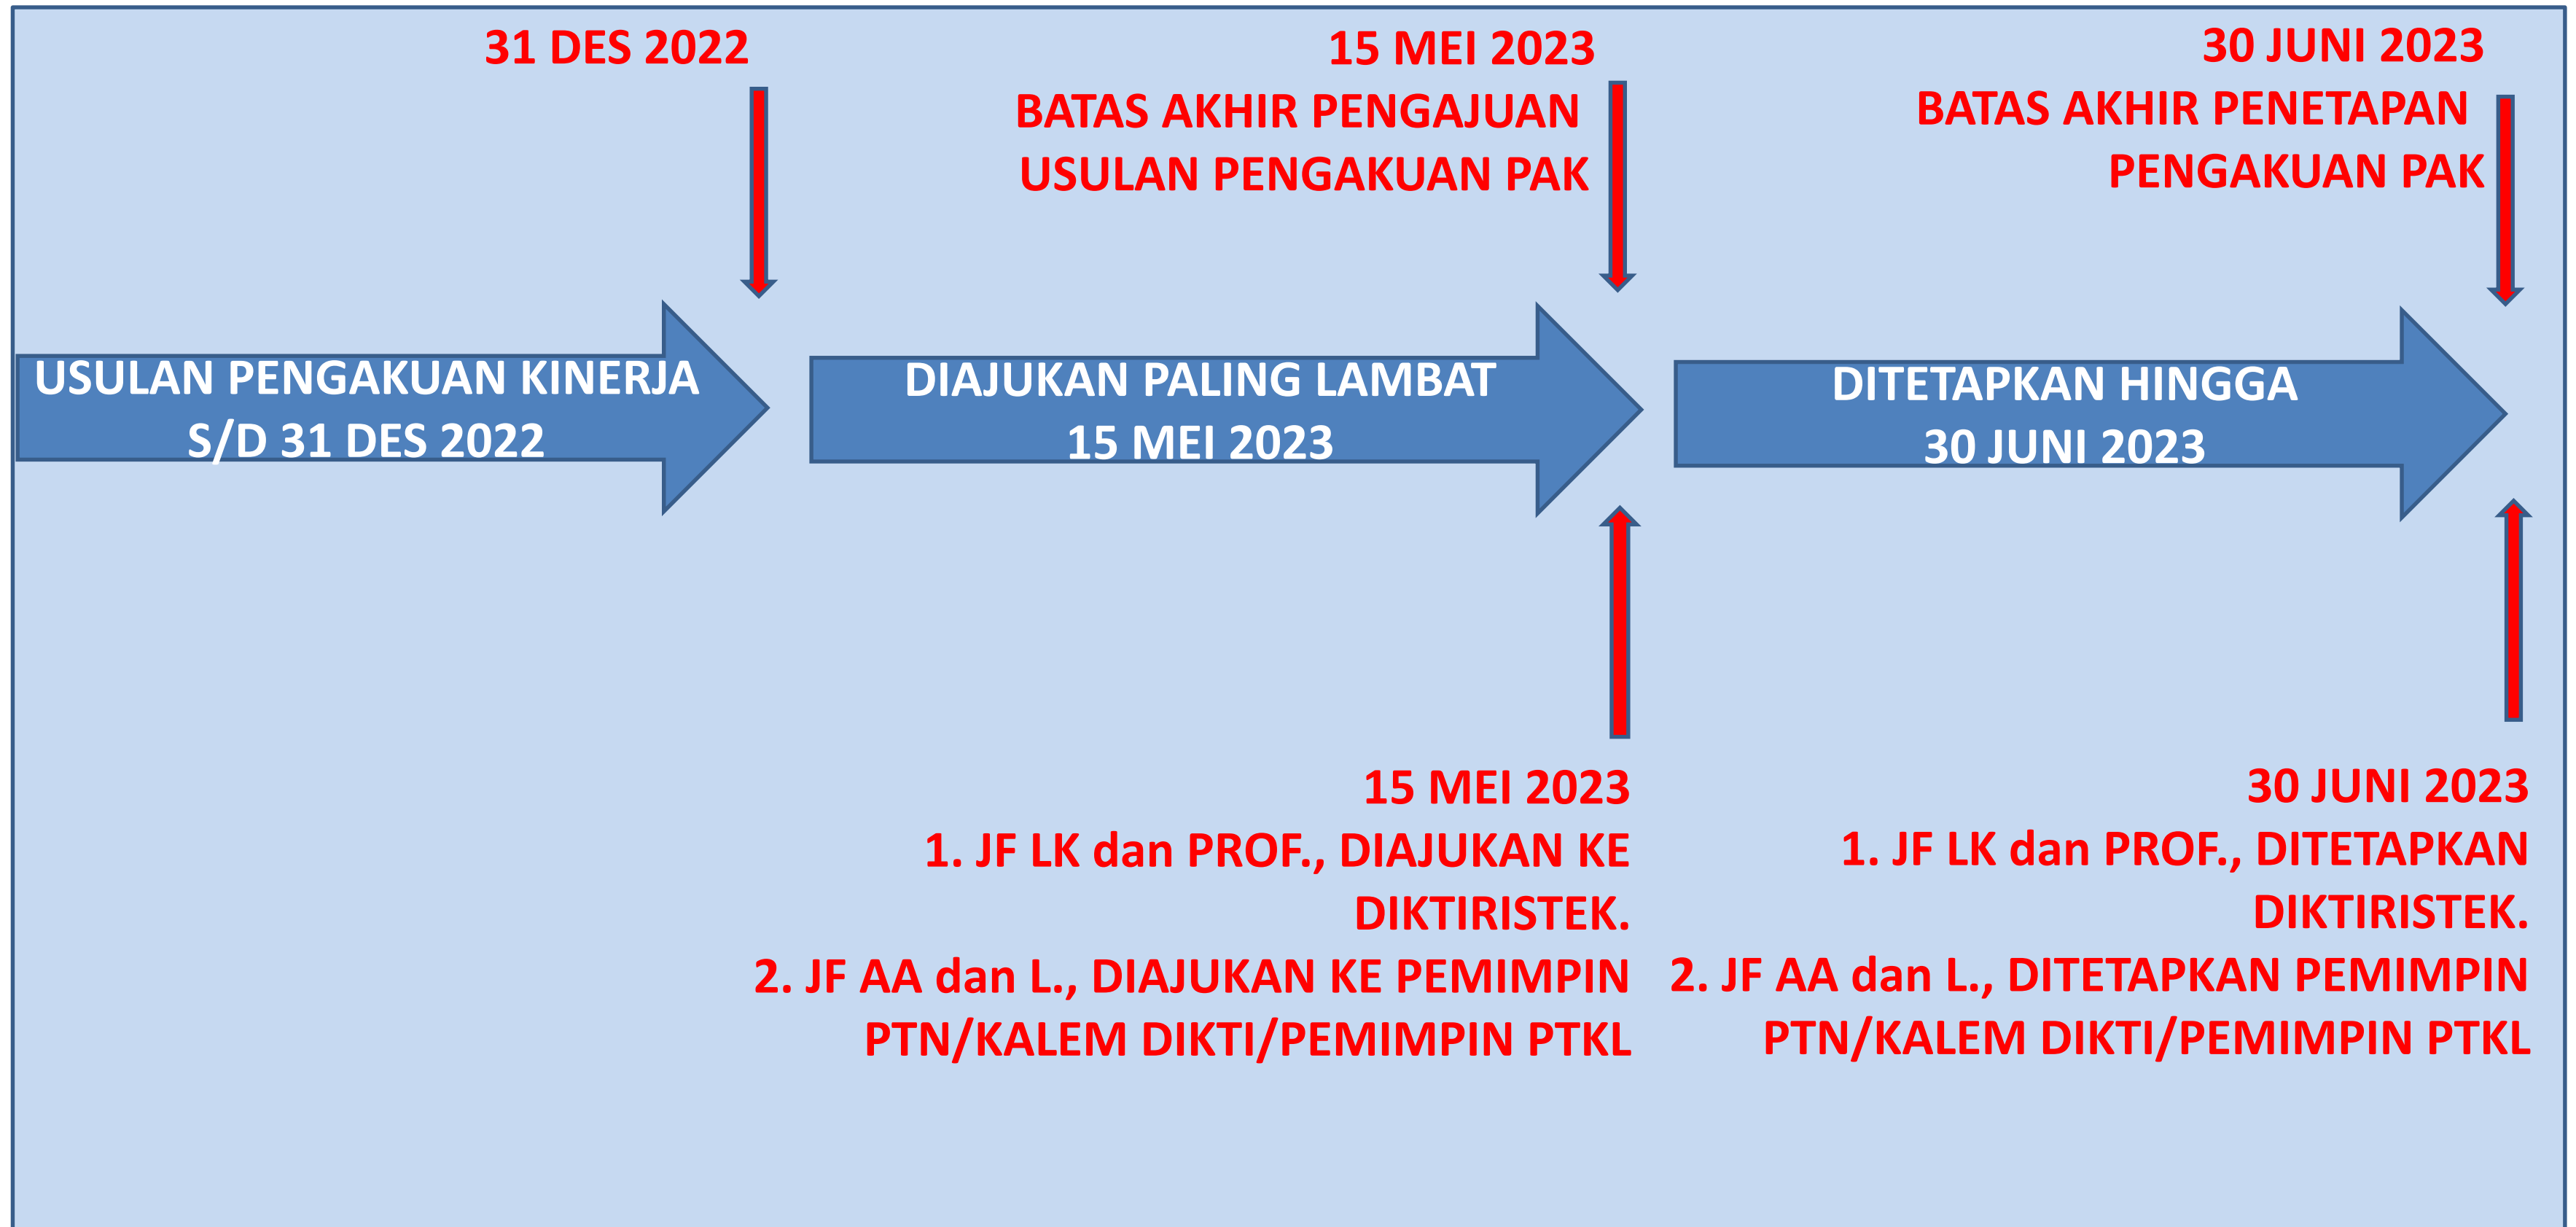 31 DES 2022
15 MEI 2023
BATAS AKHIR PENGAJUAN
USULAN PENGAKUAN PAK
30 JUNI 2023
BATAS AKHIR PENETAPAN
PENGAKUAN PAK
USULAN PENGAKUAN KINERJA
S/D 31 DES 2022
DIAJUKAN PALING LAMBAT
15 MEI 2023
DITETAPKAN HINGGA
30 JUNI 2023
15 MEI 2023
1. JF LK dan PROF., DIAJUKAN KE
DIKTIRISTEK.
2. JF AA dan L., DIAJUKAN KE PEMIMPIN
PTN/KALEM DIKTI/PEMIMPIN PTKL
30 JUNI 2023
1. JF LK dan PROF., DITETAPKAN
DIKTIRISTEK.
2. JF AA dan L., DITETAPKAN PEMIMPIN
PTN/KALEM DIKTI/PEMIMPIN PTKL